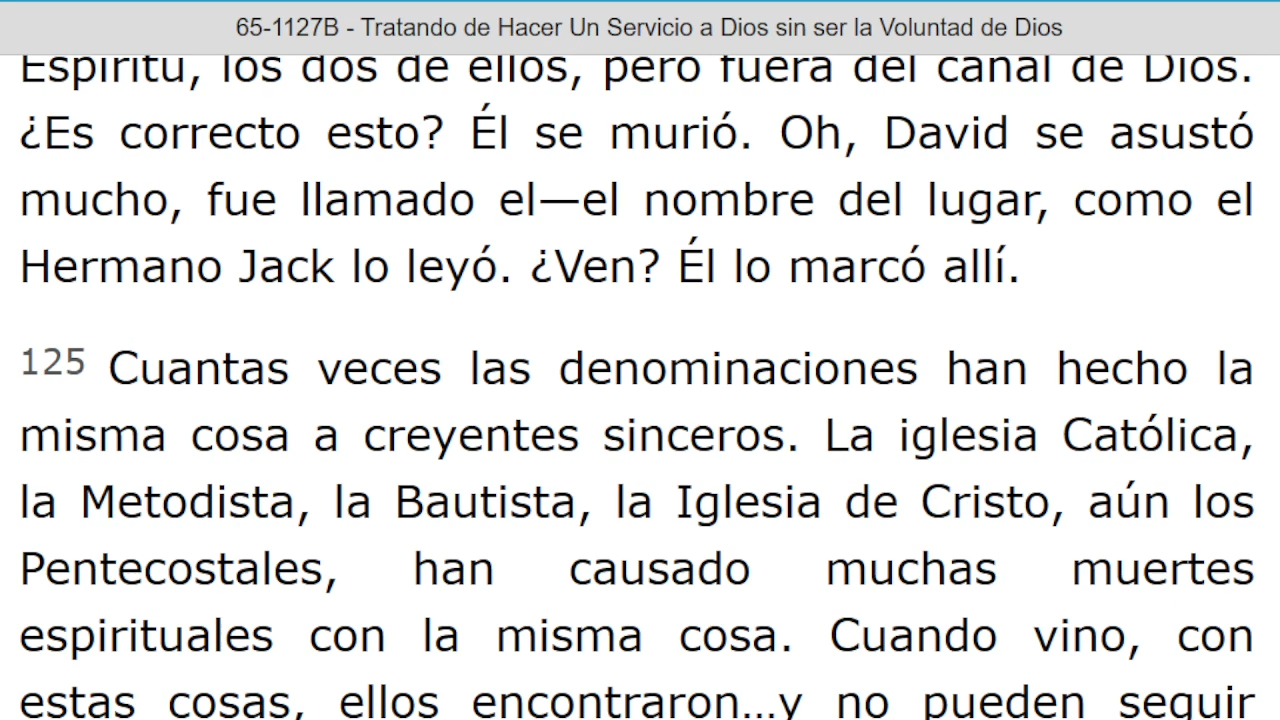 65-1127B - Tratando de Hacer Un Servicio a Dios sin ser la Voluntad de Dios
Espíritu, los dos de ellos, pero fuera del canal de Dios.
¿Es correcto esto? Él se murió. Oh, David se asustó
mucho, fue llamado el—el nombre del lugar, como el
Hermano Jack lo leyó. ¿Ven? Él lo marcó allí.
125 Cuantas veces las denominaciones han hecho la
misma cosa a creyentes sinceros. La iglesia Católica,
la Metodista, la Bautista, la Iglesia de Cristo, aún los
Pentecostales, han causado muchas muertes
espirituales con la misma cosa. Cuando vino, con
estas cosas, ellos encontraron…y no pueden seguir